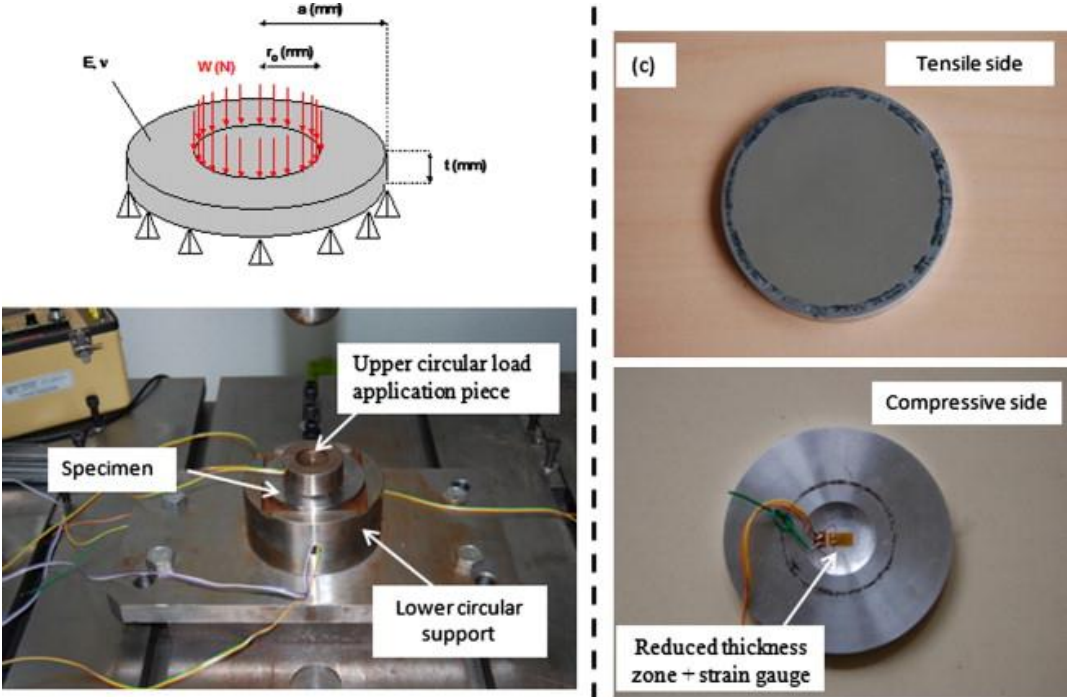 a (mm)
r₀ (mm)
E, ν
W (N)
t (mm)
Upper circular load
application piece
Specimen
Lower circular
support
(c)
Tensile side
Compressive side
Reduced thickness
zone + strain gauge